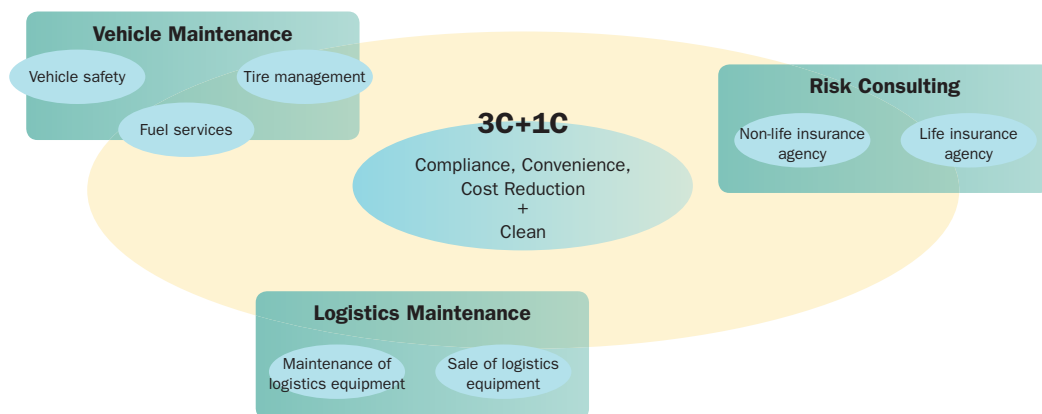 Vehicle Maintenance
Vehicle safety
Tire management
Fuel services
Risk Consulting
Non-life insurance
agency
Life insurance
agency
3C+1C
Compliance, Convenience,
Cost Reduction
+
Clean
Logistics Maintenance
Maintenance of
logistics equipment
Sale of logistics
equipment